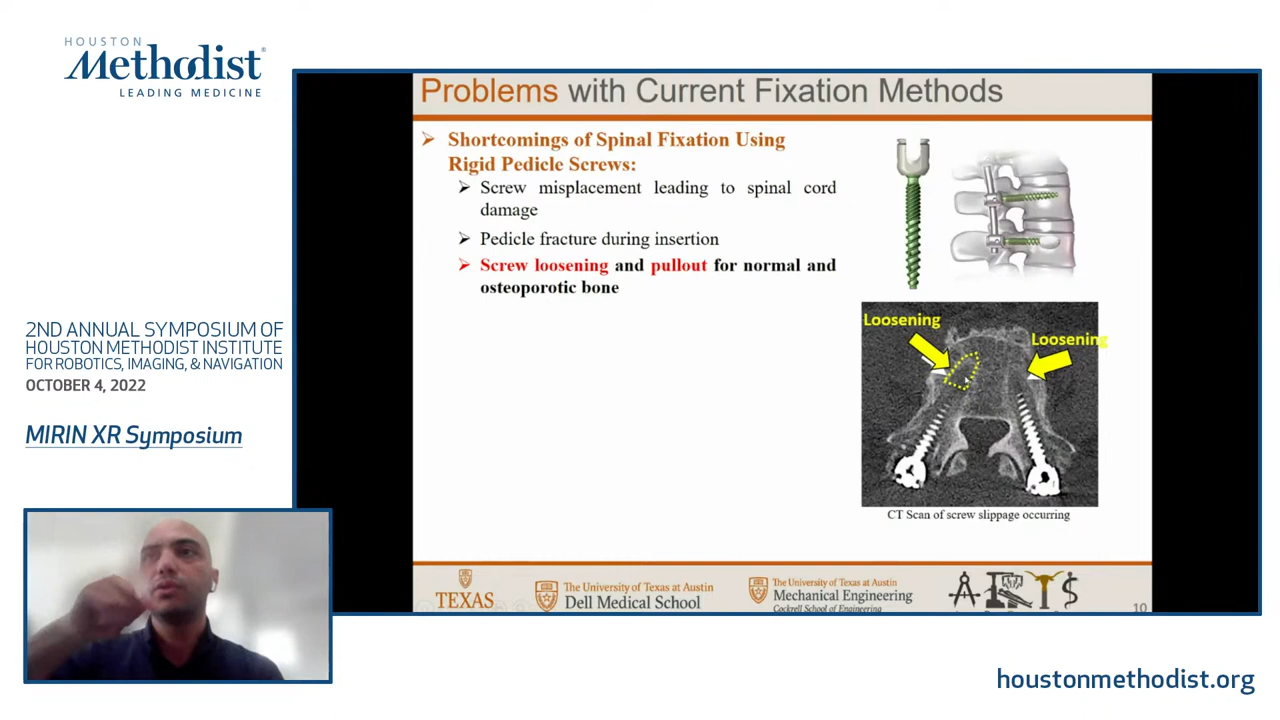 HOUSTON
Methodist
LEADING MEDICINE
2ND ANNUAL SYMPOSIUM OF
HOUSTON METHODIST INSTITUTE
FOR ROBOTICS, IMAGING, & NAVIGATION
OCTOBER 4, 2022
MIRIN XR Symposium
Problems with Current Fixation Methods
➢ Shortcomings of Spinal Fixation Using
Rigid Pedicle Screws:
➢ Screw misplacement leading to spinal cord
damage
➢ Pedicle fracture during insertion
➢ Screw loosening and pullout for normal and
osteoporotic bone
Loosening
Loosening
CT Scan of screw slippage occurring
TEXAS
The University of Texas at Austin
Dell Medical School
The University of Texas at Austin
Mechanical Engineering
Cockrell School of Engineering
10
houstonmethodist.org